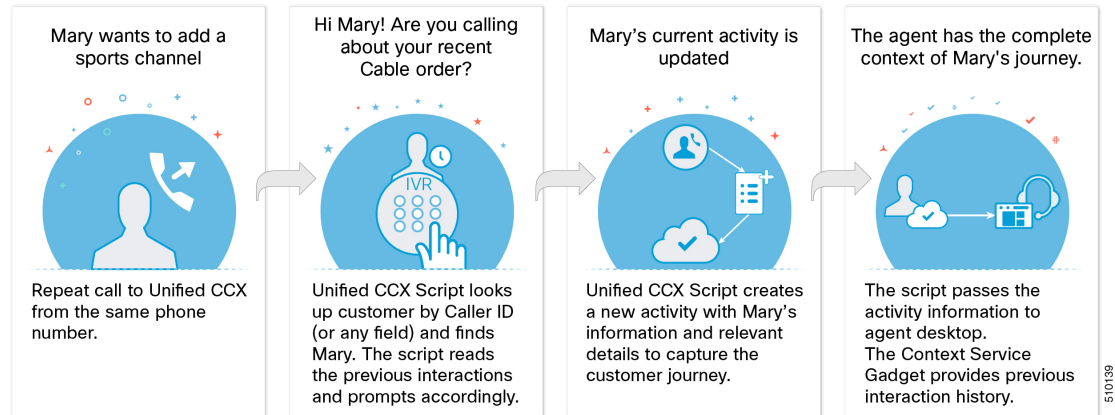 Mary wants to add a
sports channel
Repeat call to Unified CCX
from the same phone
number.
Hi Mary! Are you calling
about your recent
Cable order?
IVR
Unified CCX Script looks
up customer by Caller ID
(or any field) and finds
Mary. The script reads
the previous interactions
and prompts accordingly.
Mary's current activity is
updated
Unified CCX Script creates
a new activity with Mary's
information and relevant
details to capture the
customer journey.
The agent has the complete
context of Mary's journey.
The script passes the
activity information to
agent desktop.
The Context Service
Gadget provides previous
interaction history.
510139